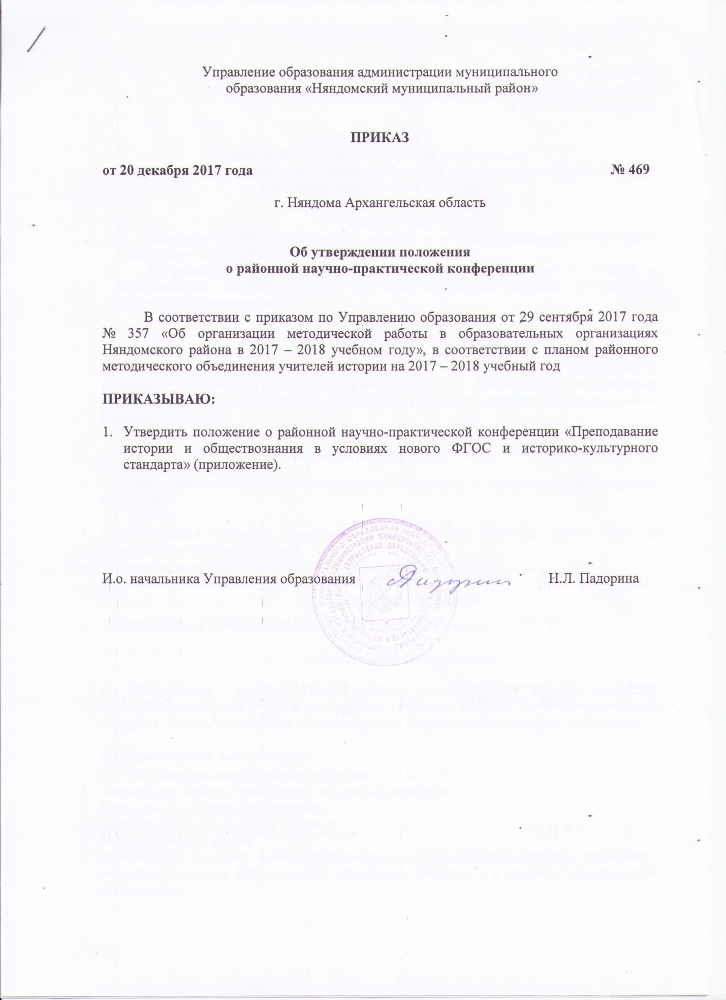 Управление образования администрации муниципального
образования «Няндомский муниципальный район»
ПРИКАЗ
от 20 декабря 2017 года № 469
г. Няндома Архангельская область
Об утверждении положения
о районной научно-практической конференции
В соответствии с приказом по Управлению образования от 29 сентября 2017 года
№ 357 «Об организации методической работы в образовательных организациях
Няндомского района в 2017 – 2018 учебном году», в соответствии с планом районного
методического объединения учителей истории на 2017 – 2018 учебный год
ПРИКАЗЫВАЮ:
1. Утвердить положение о районной научно-практической конференции «Преподавание
истории и обществознания в условиях нового ФГОС и историко-культурного
стандарта» (приложение).
И.о. начальника Управления образования Н.Л. Падорина